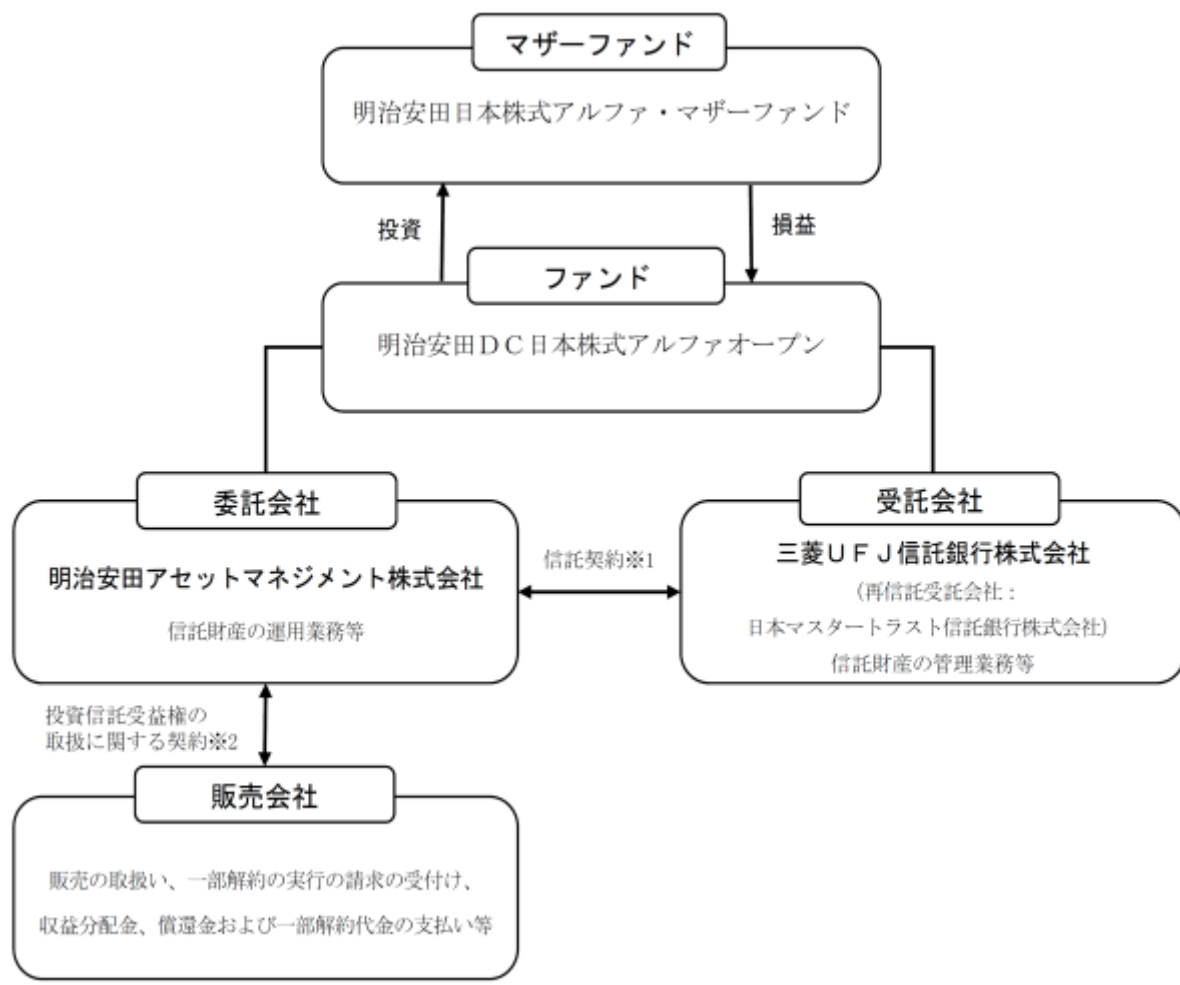 マザーファンド
明治安田日本株式アルファ・マザーファンド
投資
損益
ファンド
明治安田ＤＣ日本株式アルファオープン
委託会社
明治安田アセットマネジメント株式会社
信託財産の運用業務等
信託契約※1
受託会社
三菱ＵＦＪ信託銀行株式会社
(再信託受託会社：
日本マスタートラスト信託銀行株式会社)
信託財産の管理業務等
投資信託受益権の
取扱に関する契約※2
販売会社
販売の取扱い、一部解約の実行の請求の受付け、
収益分配金、償還金および一部解約代金の支払い等